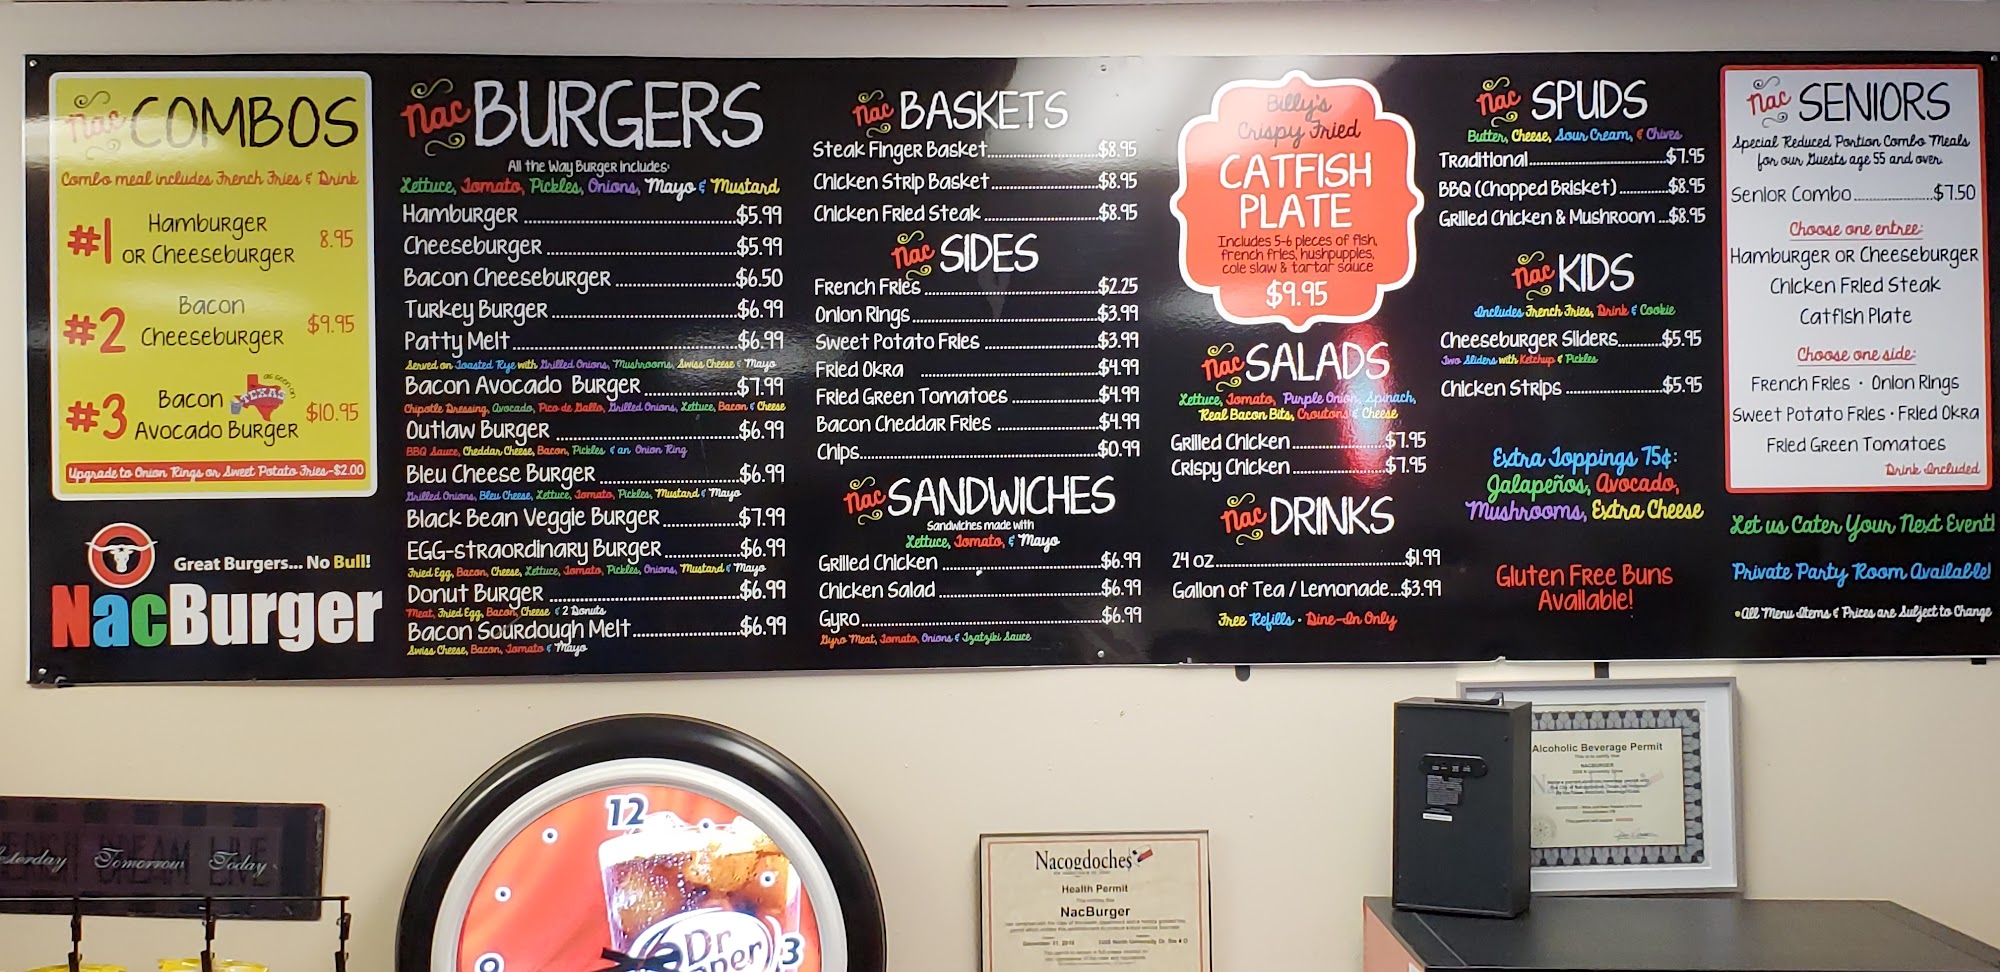 Nac COMBOS
Combo meal includes French Fries & Drink
#1 Hamburger
OR Cheeseburger 8.95
#2 Bacon
Cheeseburger $9.95
#3 Bacon
Avocado Burger $10.95
as seen on
TEXAS
Upgrade to Onion Rings or Sweet Potato Fries-$2.00
Great Burgers... No Bull!
NacBurger
Nac BURGERS
All the Way Burger Includes:
Lettuce, Tomato, Pickles, Onions, Mayo & Mustard
Hamburger $5.99
Cheeseburger $5.99
Bacon Cheeseburger $6.50
Turkey Burger $6.99
Patty Melt $6.99
Served on Toasted Rye with Grilled Onions, Mushrooms, Swiss Cheese & Mayo
Bacon Avocado Burger $7.99
Chipotle Dressing, Avocado, Pico de Gallo, Grilled Onions, Lettuce, Bacon & Cheese
Outlaw Burger $6.99
BBQ Sauce, Cheddar Cheese, Bacon, Pickles & an Onion Ring
Bleu Cheese Burger $6.99
Grilled Onions, Bleu Cheese, Lettuce, Tomato, Pickles, Mustard & Mayo
Black Bean Veggie Burger $7.99
EGG-straordinary Burger $6.99
Fried Egg, Bacon, Cheese, Lettuce, Tomato, Pickles, Onions, Mustard & Mayo
Donut Burger $6.99
Meat, Fried Egg, Bacon, Cheese & 2 Donuts
Bacon Sourdough Melt $6.99
Swiss Cheese, Bacon, Tomato & Mayo
Nac BASKETS
Steak Finger Basket $8.95
Chicken Strip Basket $8.95
Chicken Fried Steak $8.95
Nac SIDES
French Fries $2.25
Onion Rings $3.99
Sweet Potato Fries $3.99
Fried Okra $4.99
Fried Green Tomatoes $4.99
Bacon Cheddar Fries $4.99
Chips $0.99
Nac SANDWICHES
Sandwiches made with
Lettuce, Tomato, & Mayo
Grilled Chicken $6.99
Chicken Salad $6.99
Gyro $6.99
Gyro Meat, Tomato, Onions & Tzatziki Sauce
Billy's
Crispy Fried
CATFISH
PLATE
Includes 5-6 pieces of fish,
french fries, hushpuppies,
cole slaw & tartar sauce
$9.95
Nac SALADS
Lettuce, Tomato, Purple Onion, Spinach,
Real Bacon Bits, Croutons & Cheese
Grilled Chicken $7.95
Crispy Chicken $7.95
Nac DRINKS
24 oz $1.99
Gallon of Tea / Lemonade $3.99
Free Refills · Dine-In Only
Nac SPUDS
Butter, Cheese, Sour Cream, & Chives
Traditional $7.95
BBQ (Chopped Brisket) $8.95
Grilled Chicken & Mushroom $8.95
Nac KIDS
Includes French Fries, Drink & Cookie
Cheeseburger Sliders $5.95
Two Sliders with Ketchup & Pickles
Chicken Strips $5.95
Extra Toppings 75¢:
Jalapeños, Avocado,
Mushrooms, Extra Cheese
Gluten Free Buns
Available!
Nac SENIORS
Special Reduced Portion Combo Meals
for our Guests age 55 and over.
Senior Combo $7.50
Choose one entree:
Hamburger OR Cheeseburger
Chicken Fried Steak
Catfish Plate
Choose one side:
French Fries · Onion Rings
Sweet Potato Fries · Fried Okra
Fried Green Tomatoes
Drink Included
Let us Cater Your Next Event!
Private Party Room Available!
*All Menu Items & Prices are Subject to Change
Yesterday Tomorrow Today
DREAM LIVE
12
3
9
Dr
Pepper
Nacogdoches
Health Permit
NacBurger
Alcoholic Beverage Permit
This is to certify that
NACBURGER